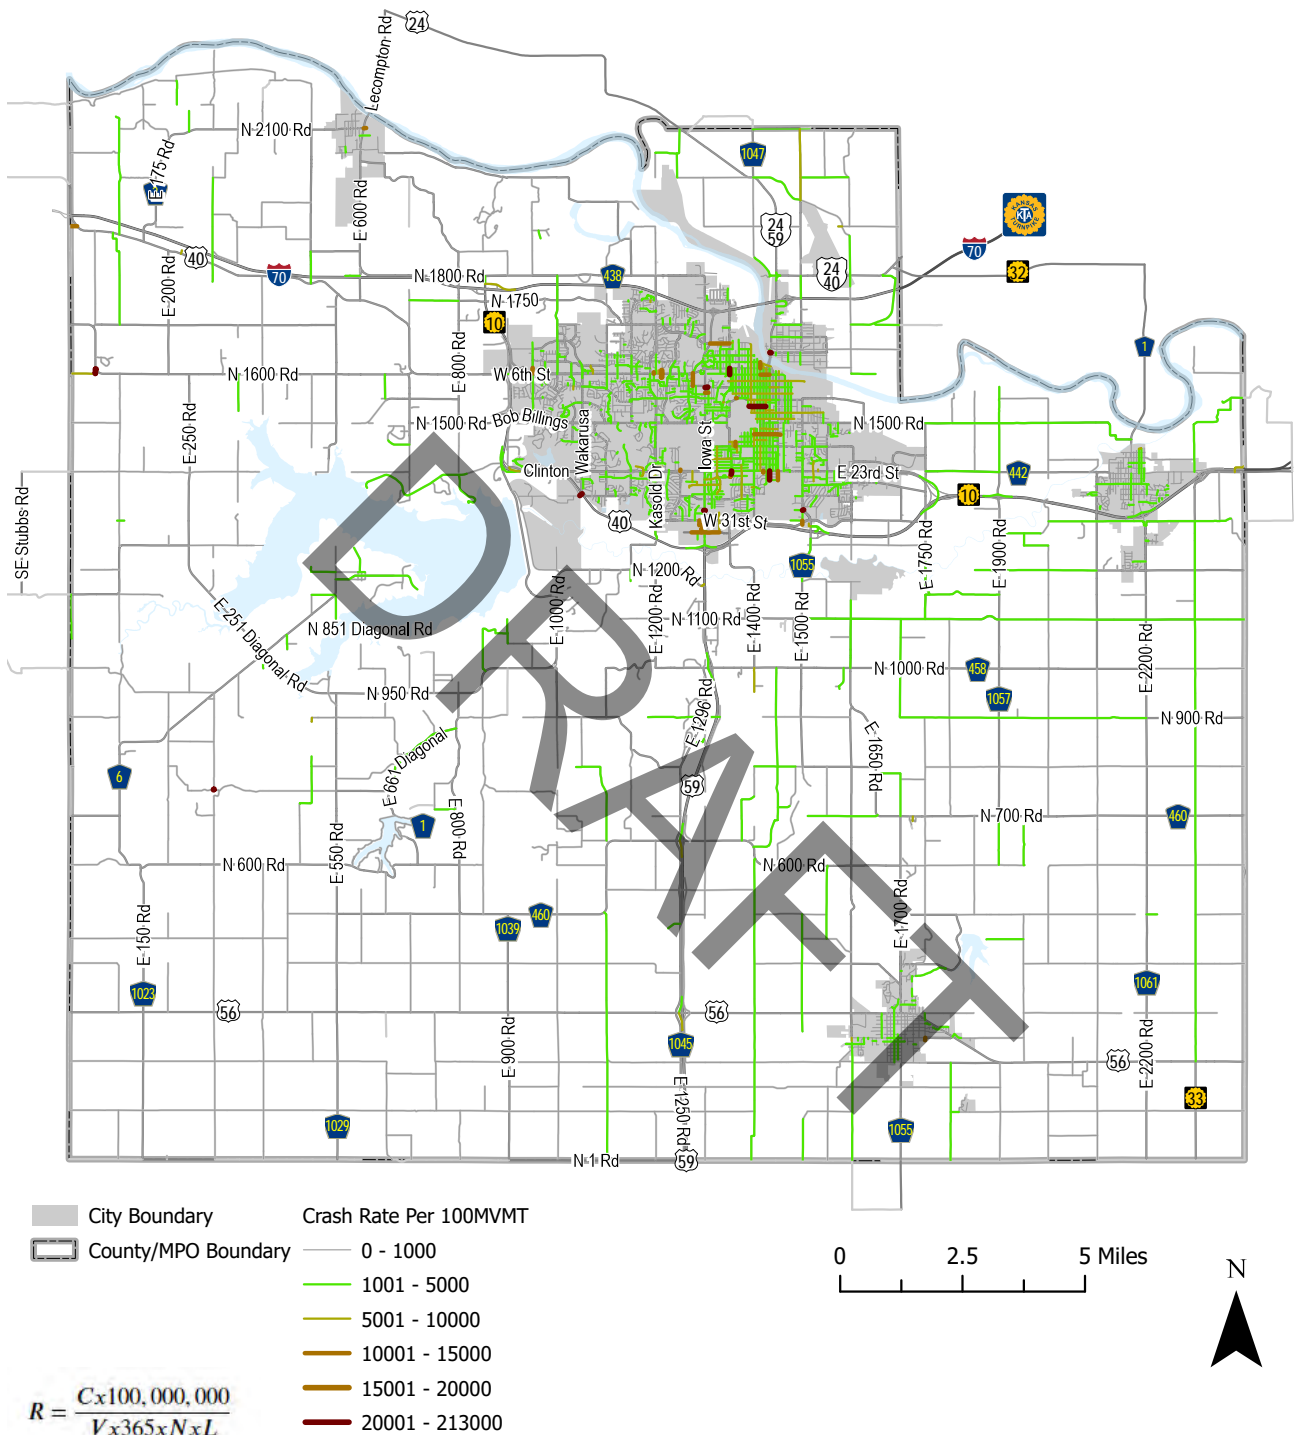 24
Lecompton Rd
N 2100 Rd
E 175 Rd
1047
KANSAS
KTA
TURNPIKE
E 600 Rd
24
59
70
40
E 200 Rd
70
N 1800 Rd
438
24
40
32
N 1750
10
1
E 800 Rd
N 1600 Rd
W 6th St
E 250 Rd
N 1500 Rd
Bob Billings
Wakarusa
Iowa St
N 1500 Rd
Clinton
E 23rd St
442
10
SE Stubbs Rd
Kasold Dr
40
W 31st St
E 1750 Rd
E 1900 Rd
1055
N 1200 Rd
E 251 Diagonal Rd
N 851 Diagonal Rd
E 1000 Rd
E 1200 Rd
N 1100 Rd
E 1400 Rd
E 1500 Rd
E 2200 Rd
N 1000 Rd
458
N 950 Rd
1057
E 1296 Rd
N 900 Rd
E 661 Diagonal
E 1650 Rd
6
59
1
E 800 Rd
N 700 Rd
460
E 550 Rd
N 600 Rd
N 600 Rd
E 1700 Rd
E 150 Rd
1039
460
1023
1061
56
56
1045
E 900 Rd
56
E 2200 Rd
E 1250 Rd
33
1029
1055
N 1 Rd
59
DRAFT
City Boundary
County/MPO Boundary
Crash Rate Per 100MVMT
0 - 1000
1001 - 5000
5001 - 10000
10001 - 15000
15001 - 20000
20001 - 213000
0 2.5 5 Miles
N
R = Cx100,000,000
Vx365xNxL